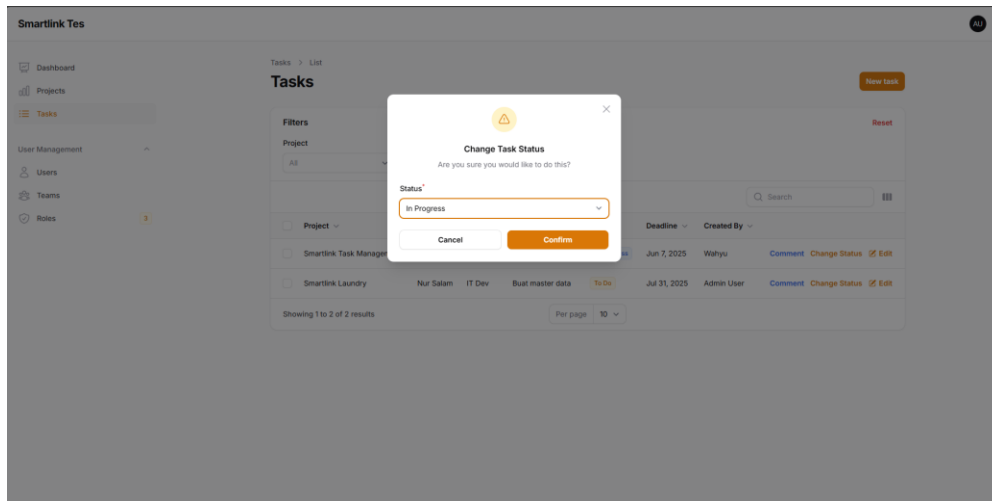 Smartlink Tes
AU
Dashboard
Projects
Tasks
User Management
Users
Teams
Roles 3
Tasks > List
Tasks
New task
Filters
Reset
Project
All
Search
Change Task Status
Are you sure you would like to do this?
Status*
In Progress
Cancel
Confirm
Project Deadline Created By
Smartlink Task Manager Jun 7, 2025 Wahyu Comment Change Status Edit
Smartlink Laundry Nur Salam IT Dev Buat master data To Do Jul 31, 2025 Admin User Comment Change Status Edit
Showing 1 to 2 of 2 results
Per page 10